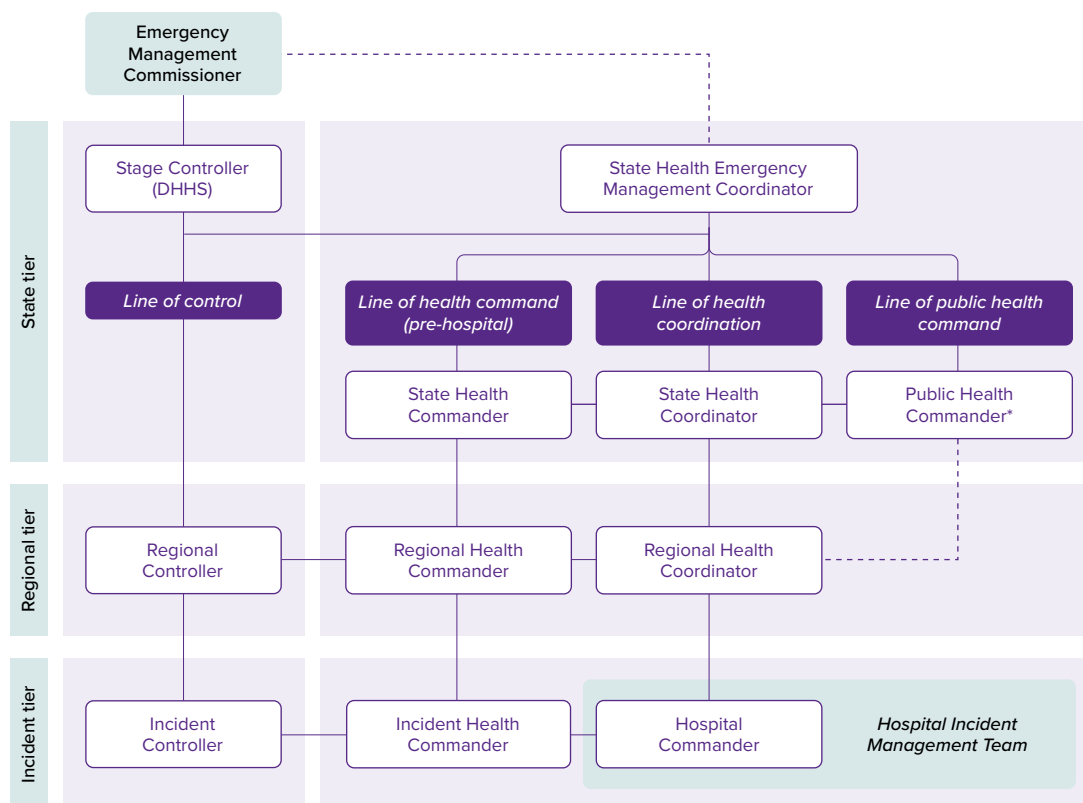 Emergency
Management
Commissioner
State tier
Stage Controller
(DHHS)
State Health Emergency
Management Coordinator
Line of control
Line of health command
(pre-hospital)
Line of health
coordination
Line of public health
command
State Health
Commander
State Health
Coordinator
Public Health
Commander*
Regional tier
Regional
Controller
Regional Health
Commander
Regional Health
Coordinator
Incident tier
Incident
Controller
Incident Health
Commander
Hospital
Commander
Hospital Incident
Management Team